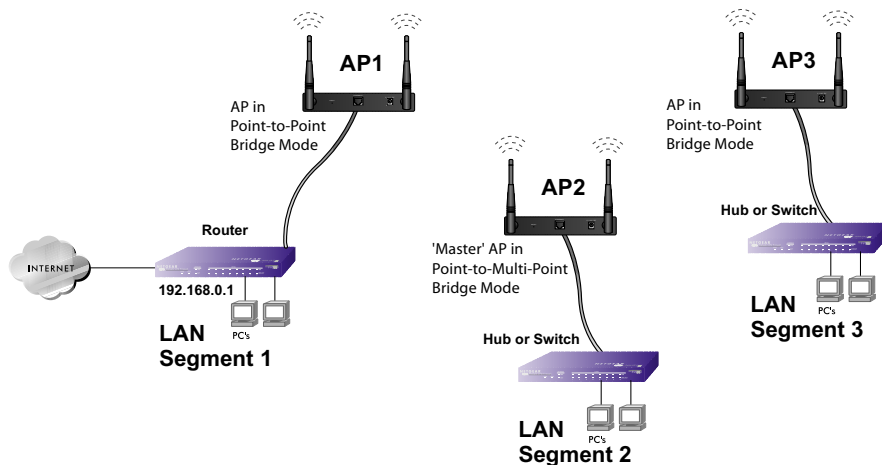 AP1
AP in
Point-to-Point
Bridge Mode
Router
INTERNET
192.168.0.1
LAN
Segment 1
PC's
AP2
'Master' AP in
Point-to-Multi-Point
Bridge Mode
Hub or Switch
LAN
Segment 2
PC's
AP3
AP in
Point-to-Point
Bridge Mode
Hub or Switch
LAN
Segment 3
PC's